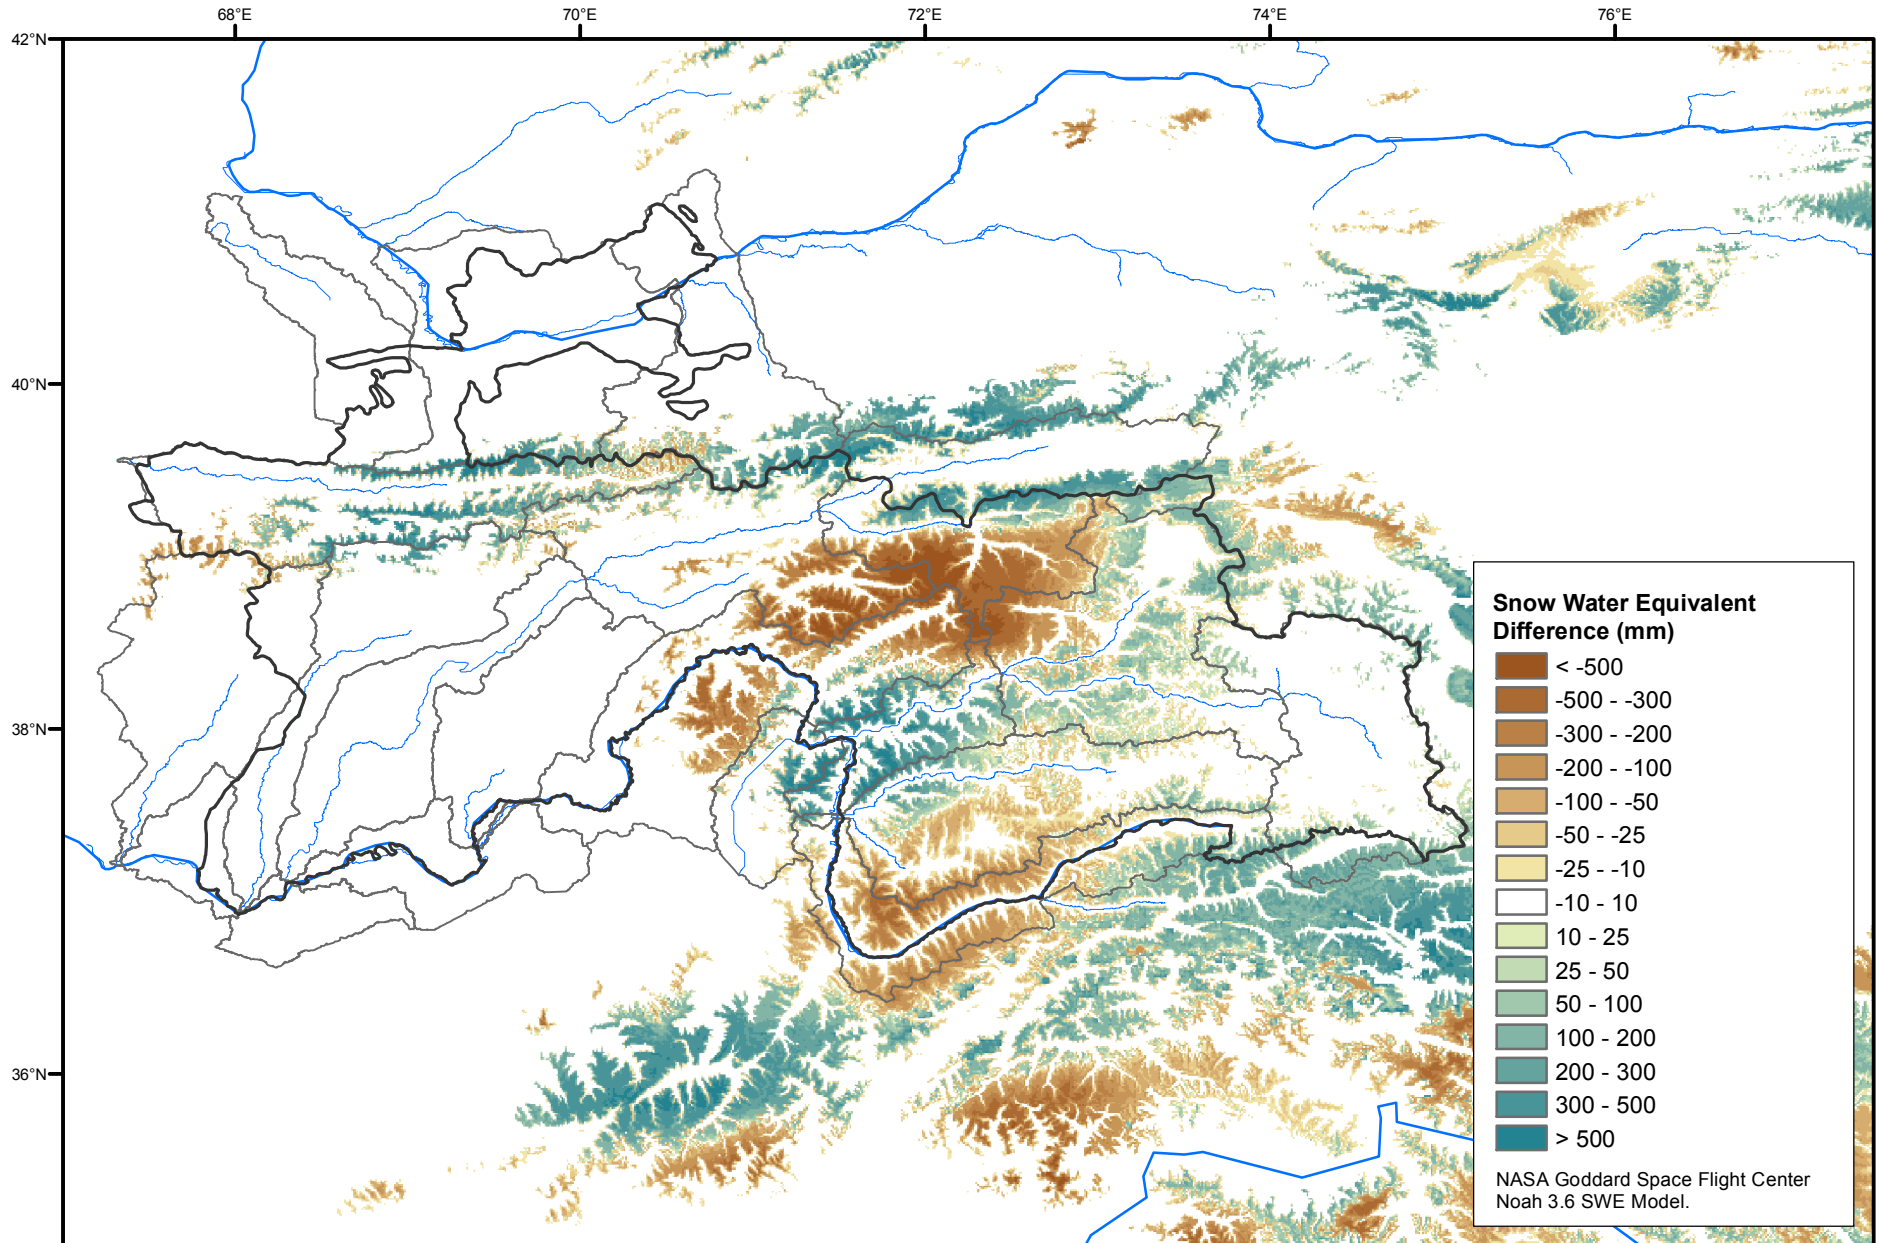 68°E 70°E 72°E 74°E 76°E
42°N
40°N
38°N
36°N
Snow Water Equivalent
Difference (mm)
< -500
-500 - -300
-300 - -200
-200 - -100
-100 - -50
-50 - -25
-25 - -10
-10 - 10
10 - 25
25 - 50
50 - 100
100 - 200
200 - 300
300 - 500
> 500
NASA Goddard Space Flight Center
Noah 3.6 SWE Model.